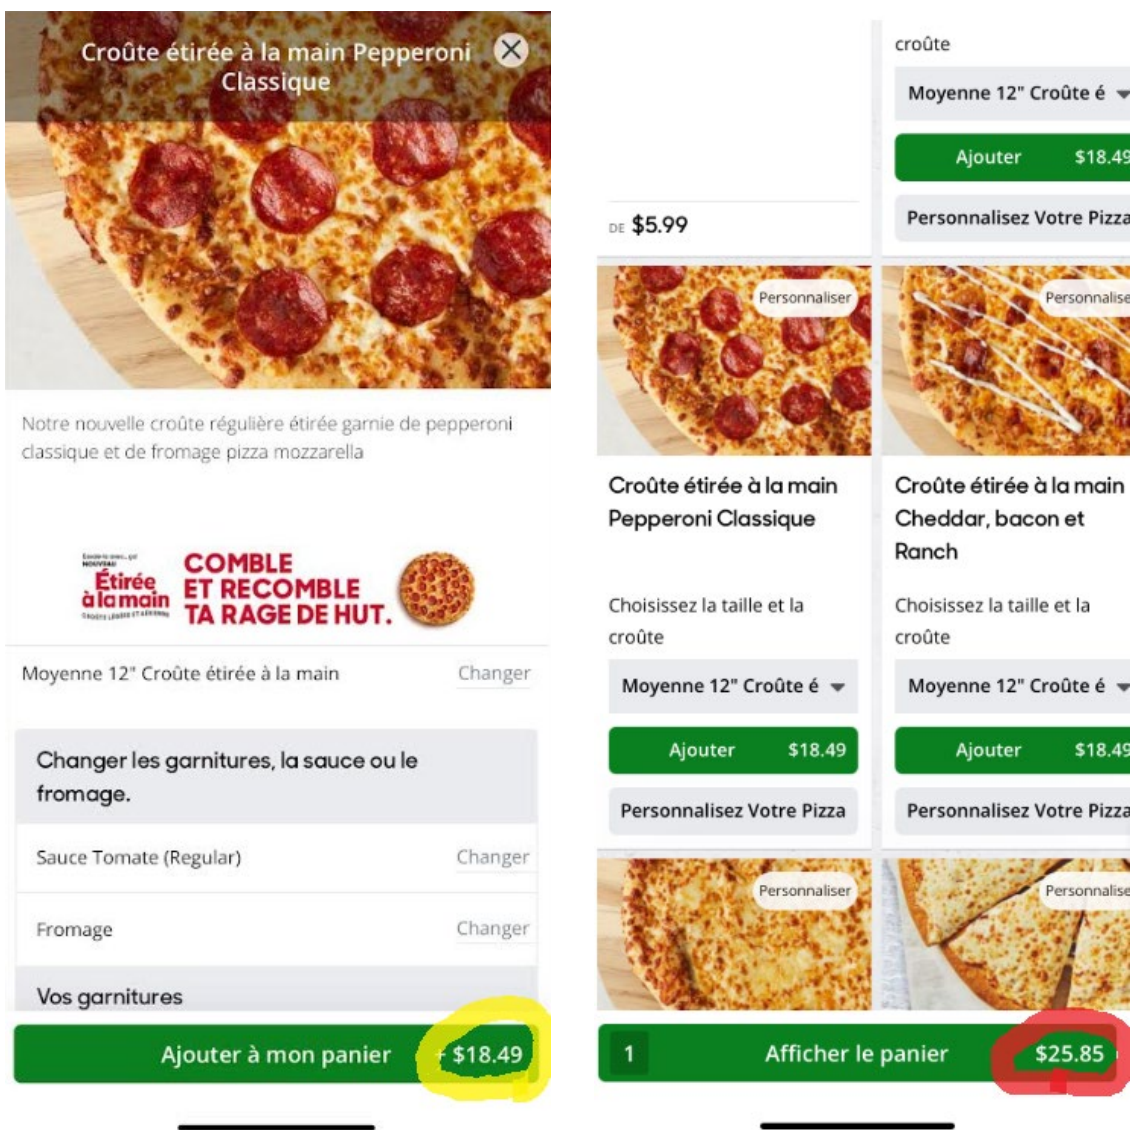 Croûte étirée à la main Pepperoni
Classique
Notre nouvelle croûte régulière étirée garnie de pepperoni
classique et de fromage pizza mozzarella
NOUVEAU
Étirée
à la main
COMBLE
ET RECOMBLE
TA RAGE DE HUT.
Moyenne 12" Croûte étirée à la main
Changer
Changer les garnitures, la sauce ou le
fromage.
Sauce Tomate (Regular)
Changer
Fromage
Changer
Vos garnitures
Ajouter à mon panier
+ $18.49
DE $5.99
croûte
Moyenne 12" Croûte é
Ajouter $18.49
Personnalisez Votre Pizza
Personnaliser
Croûte étirée à la main
Pepperoni Classique
Choisissez la taille et la
croûte
Moyenne 12" Croûte é
Ajouter $18.49
Personnalisez Votre Pizza
Personnalise
Croûte étirée à la main
Cheddar, bacon et
Ranch
Choisissez la taille et la
croûte
Moyenne 12" Croûte é
Ajouter $18.49
Personnalisez Votre Pizza
Personnaliser
Personnalise
1 Afficher le panier $25.85